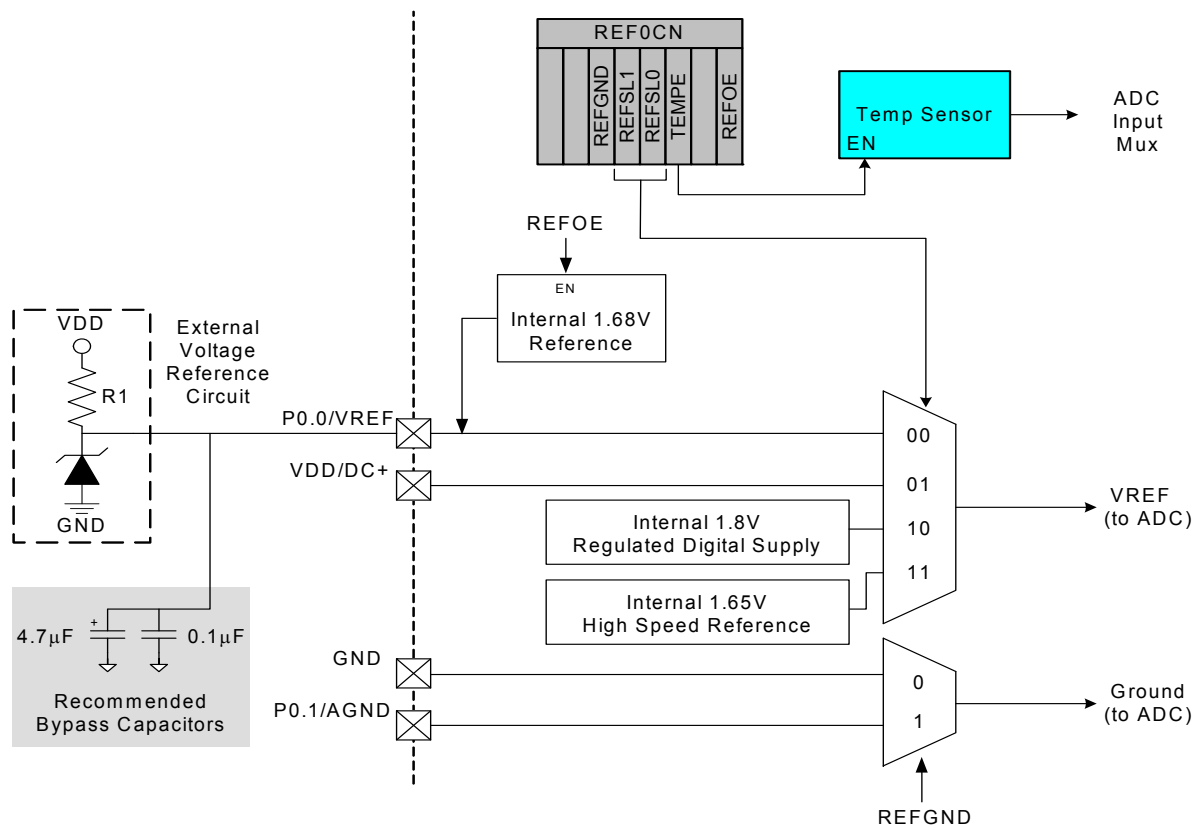 REF0CN
REFGND
REFSL1
REFSL0
TEMPE
REFOE
Temp Sensor
EN
ADC
Input
Mux
REFOE
EN
Internal 1.68V
Reference
VDD
R1
GND
External
Voltage
Reference
Circuit
P0.0/VREF
VDD/DC+
00
01
10
11
Internal 1.8V
Regulated Digital Supply
Internal 1.65V
High Speed Reference
VREF
(to ADC)
4.7μF
+
0.1μF
Recommended
Bypass Capacitors
GND
P0.1/AGND
0
1
Ground
(to ADC)
REFGND